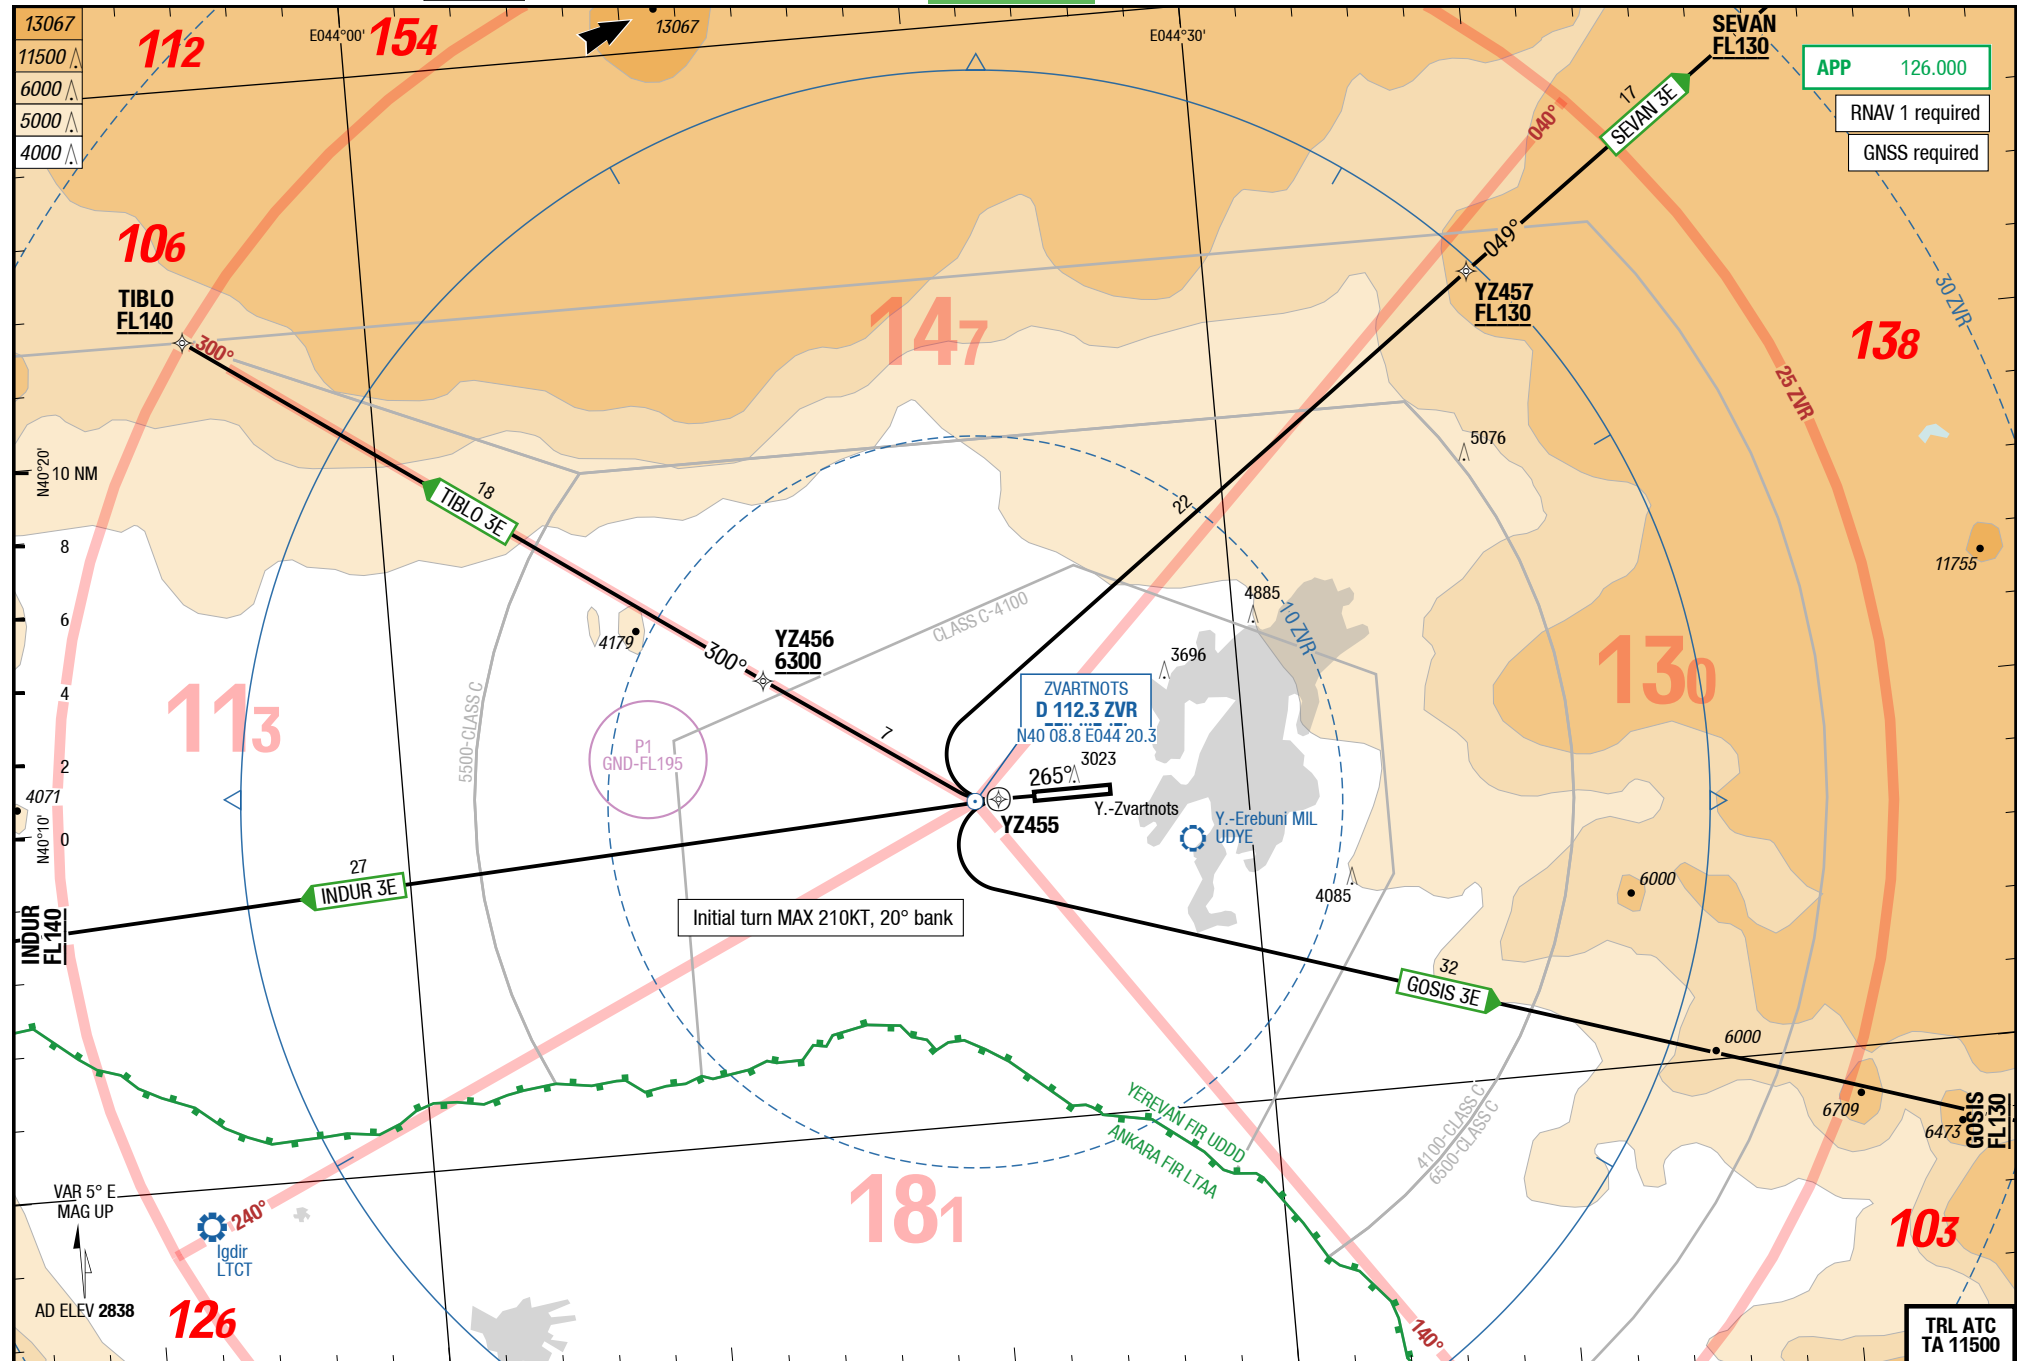 13067
11500
6000
5000
4000
112
154
E044°00'
13067
E044°30'
SEVAN
FL130
APP 126.000
RNAV 1 required
GNSS required
17
SEVAN 3E
040°
106
TIBLO
FL140
300°
147
049°
YZ457
FL130
30 ZVR
138
25 ZVR
N40°20'
10 NM
18
TIBLO 3E
22
5076
8
11755
6
4179
300°
YZ456
6300
CLASS C-4100
4885
10 ZVR
3696
4
113
5500-CLASS C
P1
GND-FL195
7
ZVARTNOTS
D 112.3 ZVR
N40 08.8 E044 20.3
130
2
4071
265°
3023
Y.-Zvartnots
YZ455
Y.-Erebuni MIL
UDYE
N40°10'
0
27
INDUR 3E
INDUR
FL140
Initial turn MAX 210KT, 20° bank
4085
6000
32
GOSIS 3E
6000
6709
6473
GOSIS
FL130
YEREVAN FIR UDDD
ANKARA FIR LTAA
4100-CLASS C
6500-CLASS C
VAR 5° E
MAG UP
240°
Igdir
LTCT
181
103
AD ELEV 2838
126
140°
TRL ATC
TA 11500